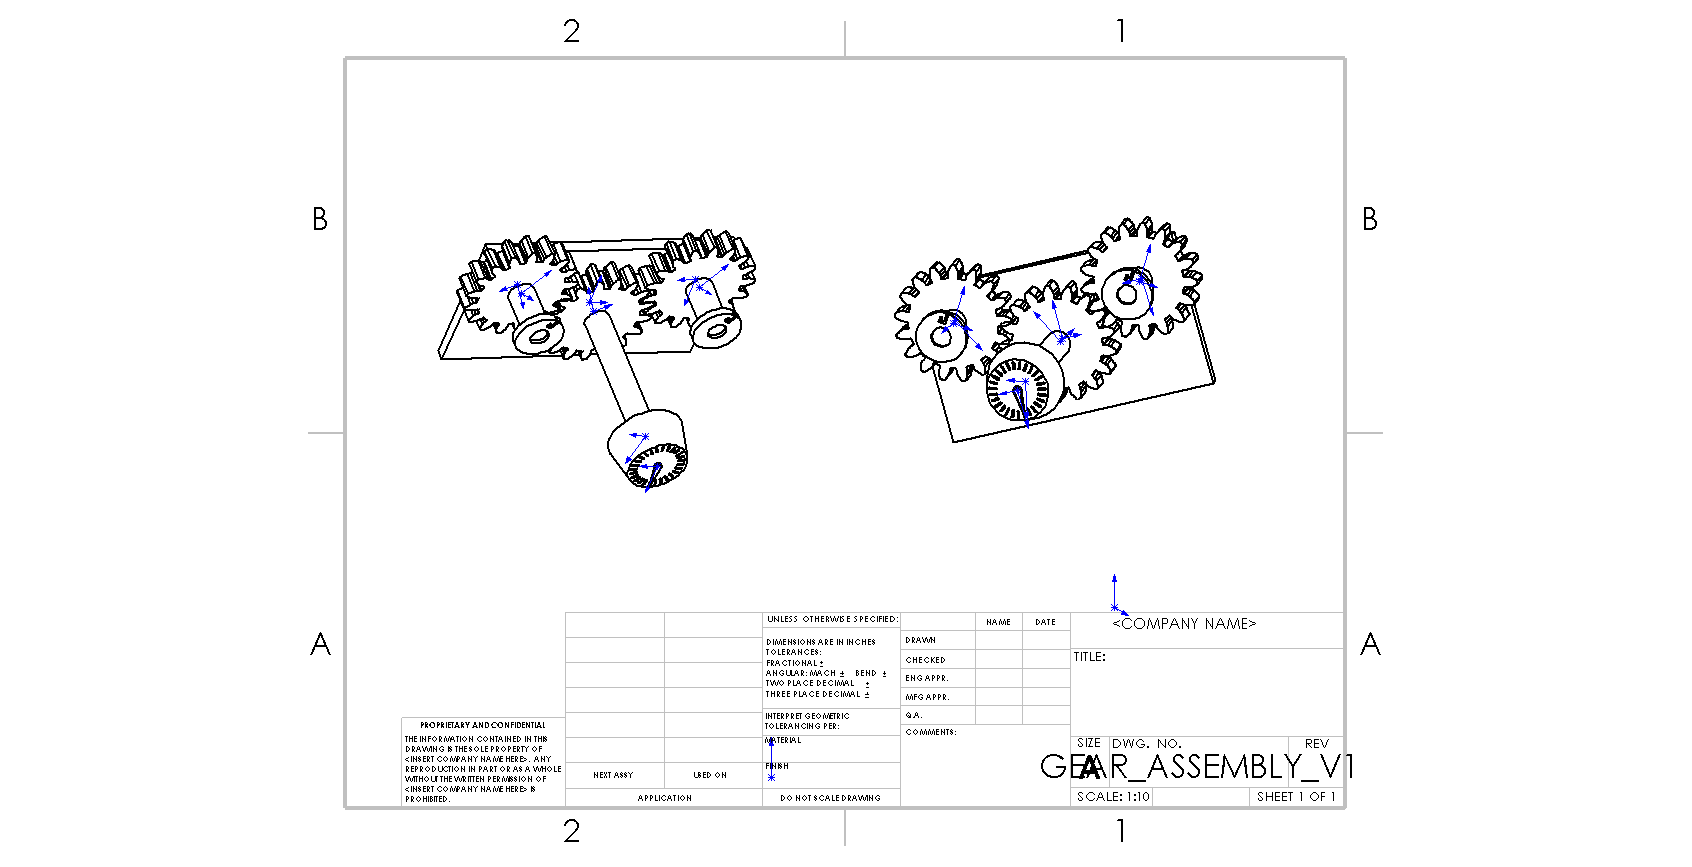 2 1
B B
A A
UNLESS OTHERWISE SPECIFIED:
DIMENSIONS ARE IN INCHES
TOLERANCES:
FRACTIONAL ±
ANGULAR: MACH ± BEND ±
TWO PLACE DECIMAL ±
THREE PLACE DECIMAL ±
INTERPRET GEOMETRIC
TOLERANCING PER:
MATERIAL
FINISH
DO NOT SCALE DRAWING
NAME DATE
DRAWN
CHECKED
ENG APPR.
MFG APPR.
Q.A.
COMMENTS:
<COMPANY NAME>
TITLE:
SIZE DWG. NO. REV
A
GEAR_ASSEMBLY_V1
SCALE: 1:10 SHEET 1 OF 1
PROPRIETARY AND CONFIDENTIAL
THE INFORMATION CONTAINED IN THIS
DRAWING IS THE SOLE PROPERTY OF
<INSERT COMPANY NAME HERE>. ANY
REPRODUCTION IN PART OR AS A WHOLE
WITHOUT THE WRITTEN PERMISSION OF
<INSERT COMPANY NAME HERE> IS
PROHIBITED.
NEXT ASSY USED ON
APPLICATION
2 1